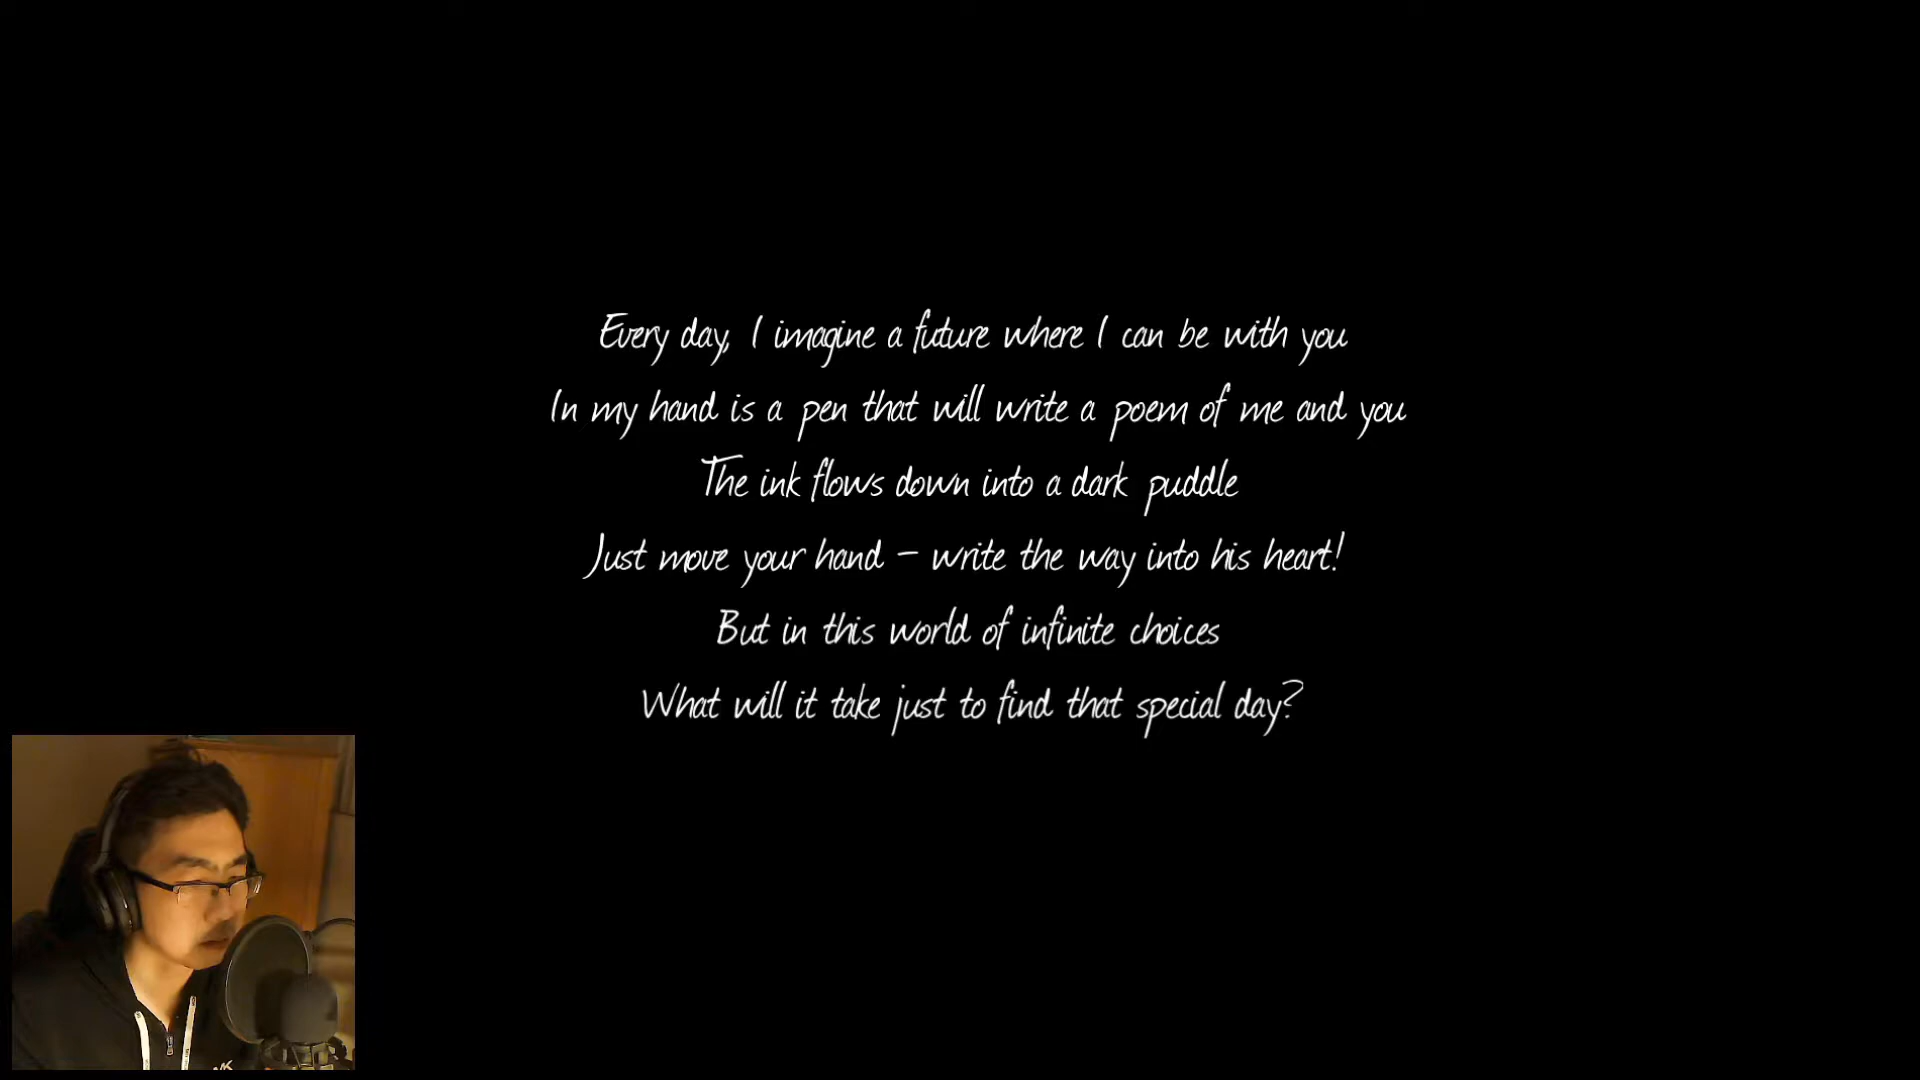 Every day, I imagine a future where I can be with you
In my hand is a pen that will write a poem of me and you
The ink flows down into a dark puddle
Just move your hand – write the way into his heart!
But in this world of infinite choices
What will it take just to find that special day?